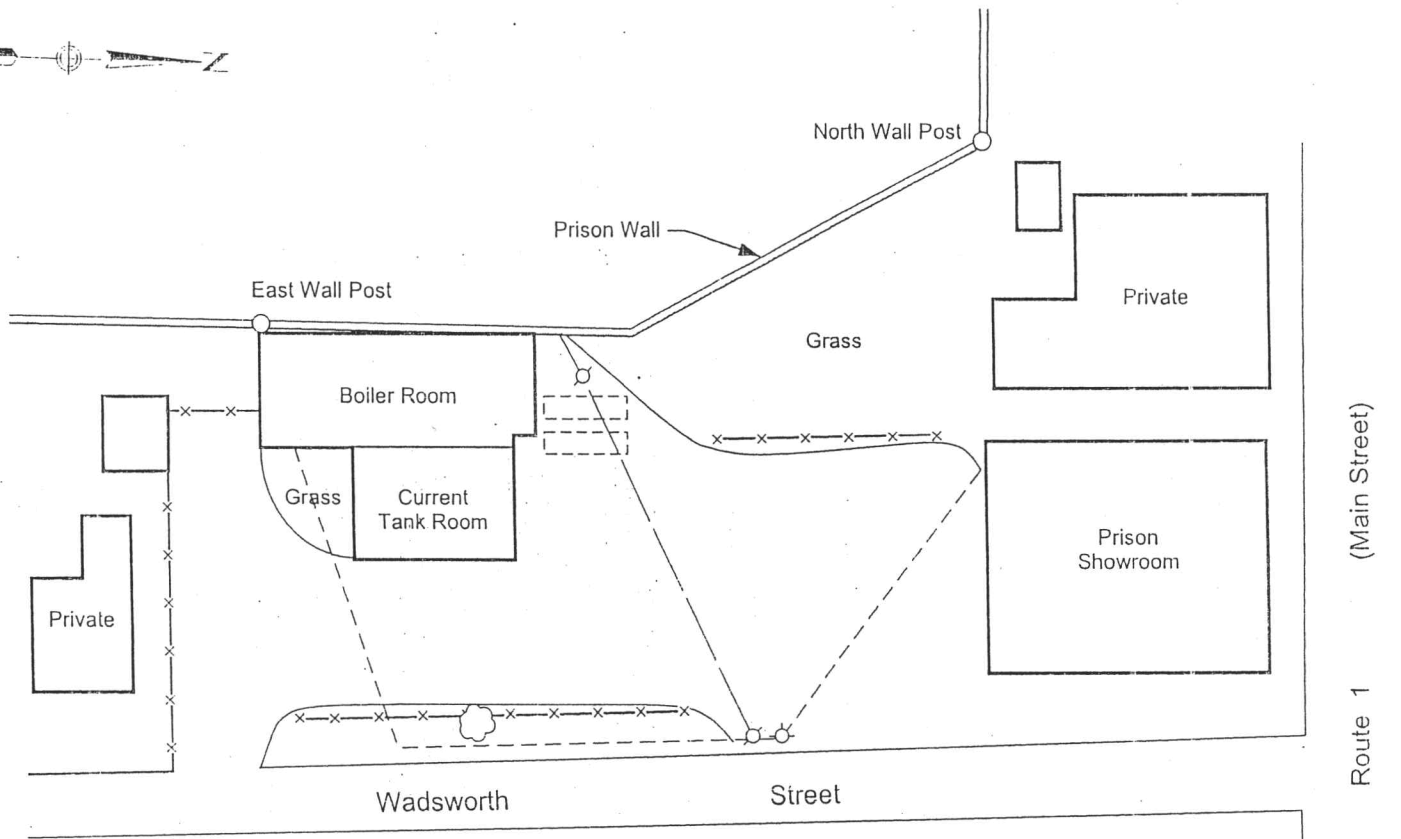 N
North Wall Post
Prison Wall
East Wall Post
Private
Grass
Boiler Room
(Main Street)
Grass
Current
Tank Room
Prison
Showroom
Private
Route 1
Wadsworth Street